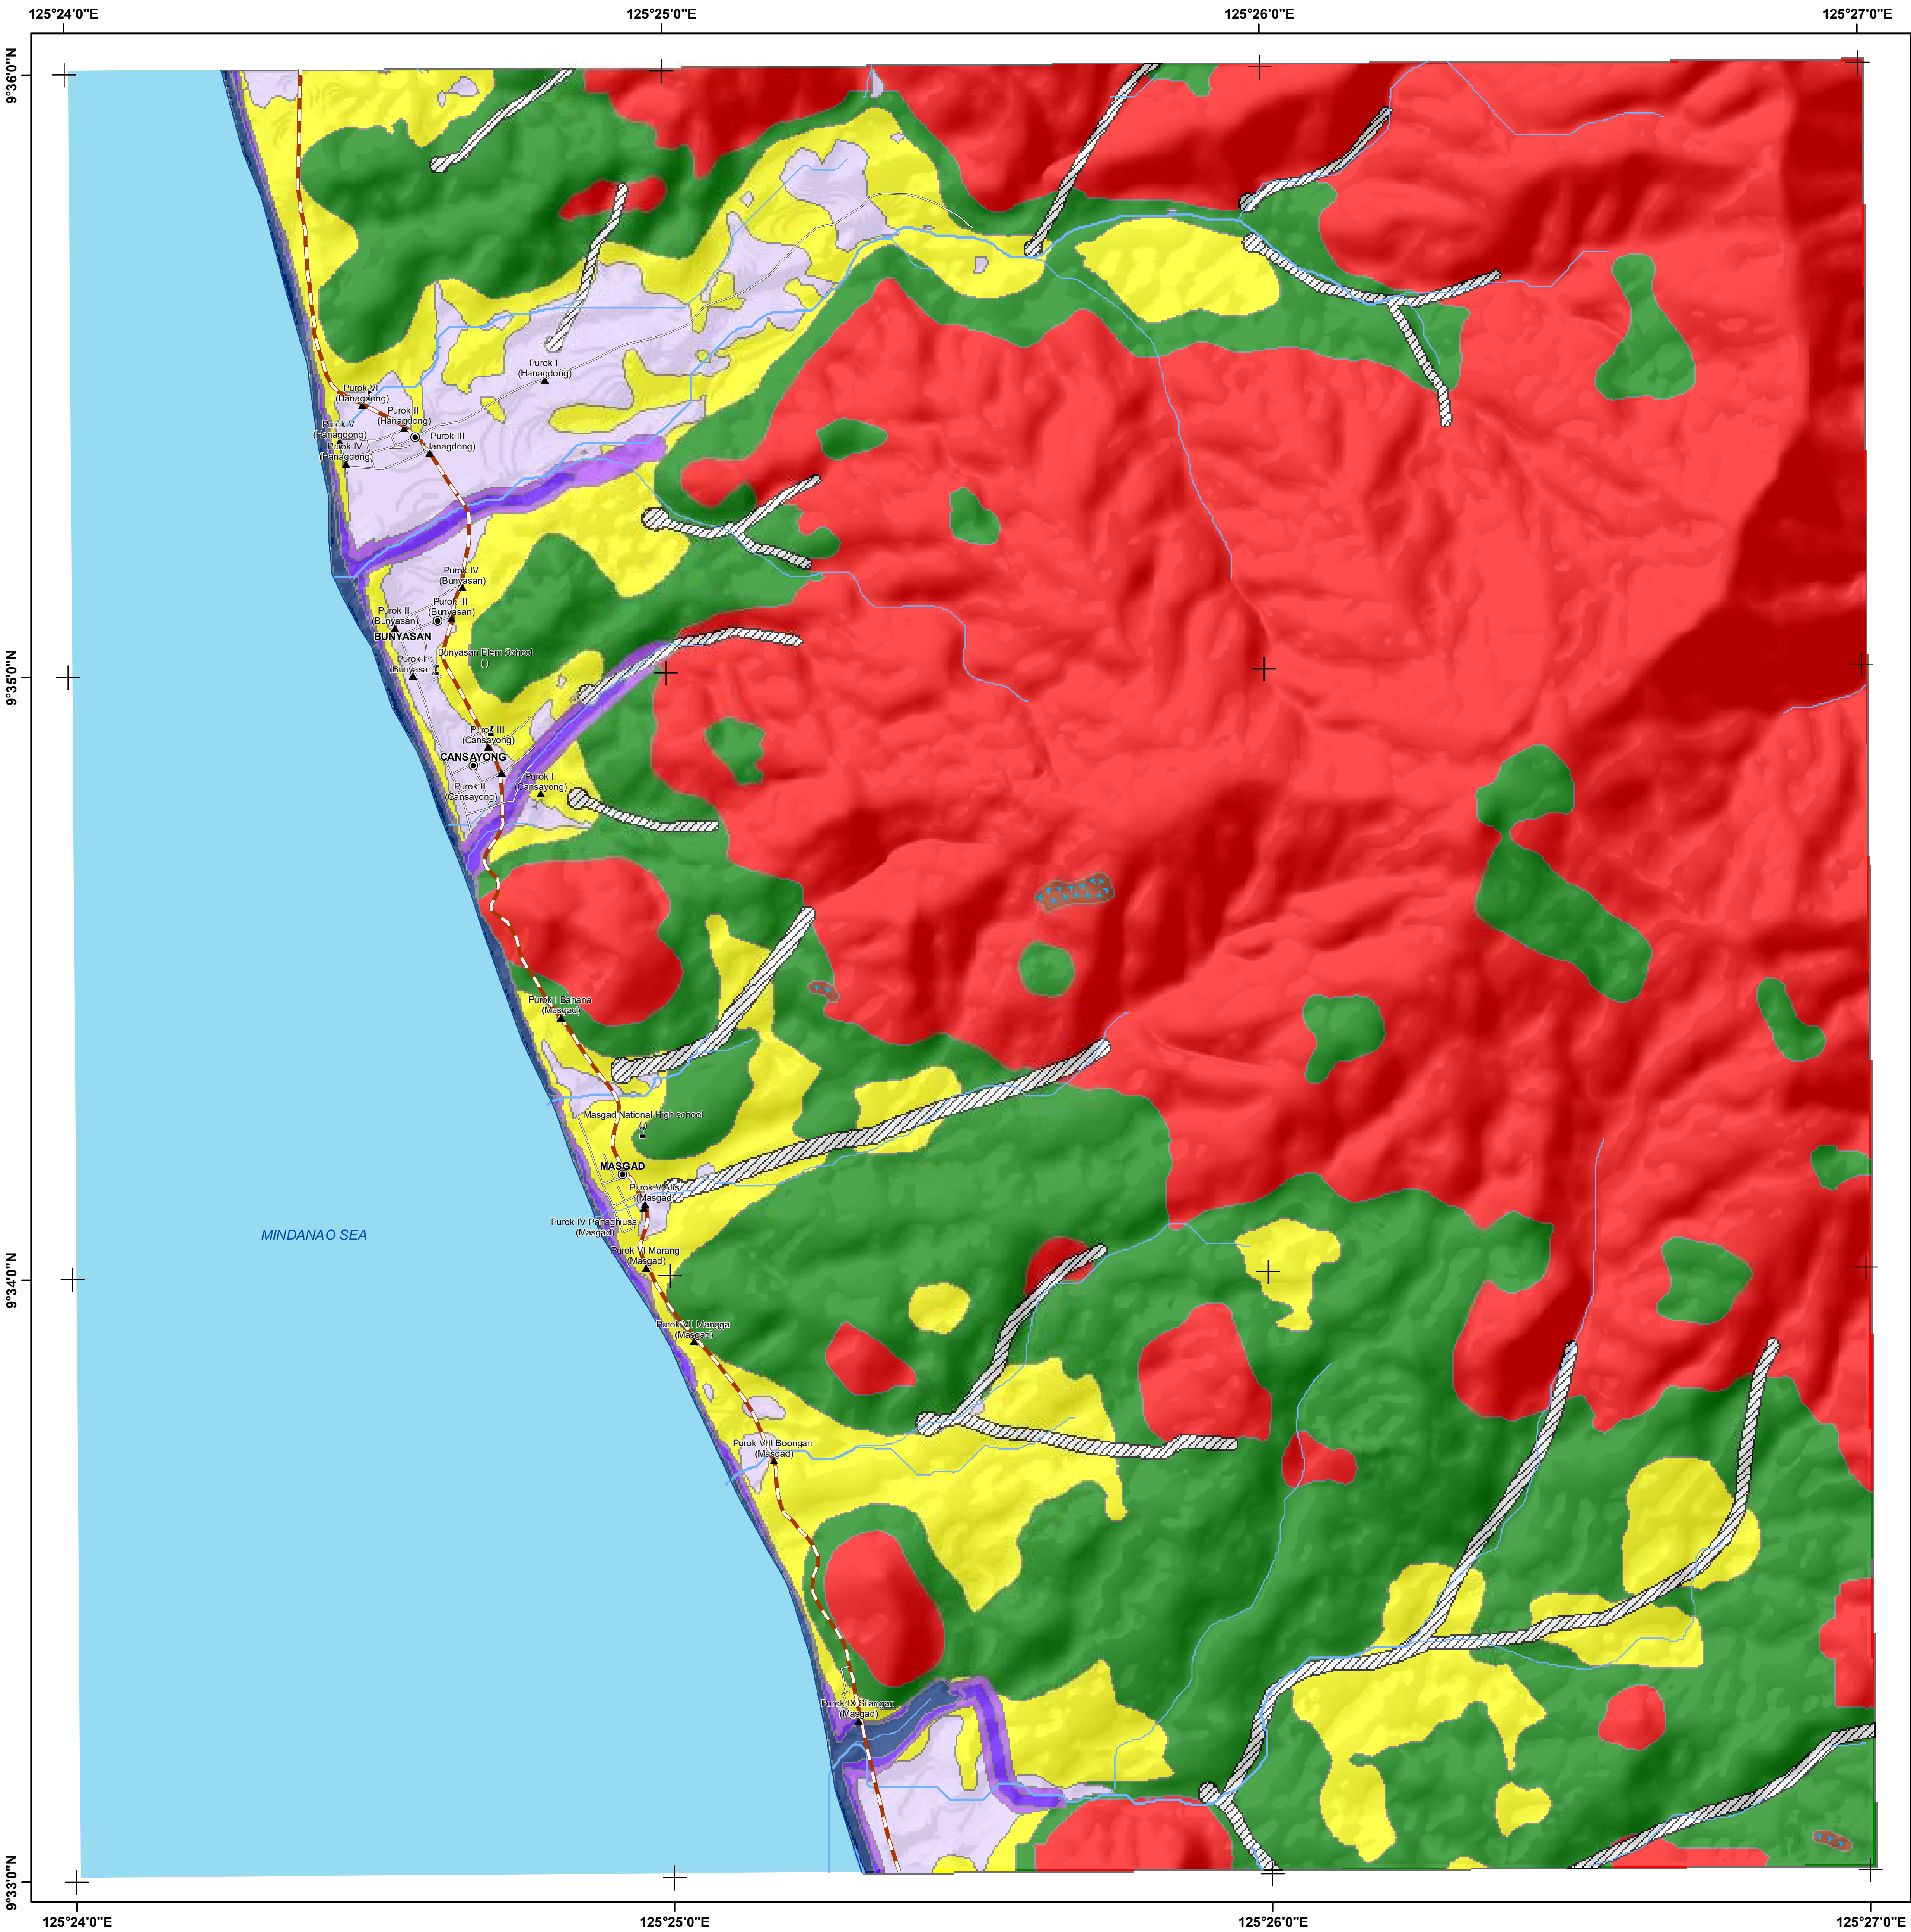 125°24'0"E 125°25'0"E 125°26'0"E 125°27'0"E
9°36'0"N
Purok I
(Hanagdong)
Purok VI
(Hanagdong)
Purok II
(Hanagdong)
Purok V
(Hanagdong)
Purok III
(Hanagdong)
Purok IV
(Hanagdong)
Purok IV
(Bunyasan)
Purok III
(Bunyasan)
Purok II
(Bunyasan)
BUNYASAN
Bunyasan Elem School
( )
Purok I
(Bunyasan)
9°35'0"N
Purok III
(Cansayong)
CANSAYONG
Purok I
(Cansayong)
Purok II
(Cansayong)
Purok I Banana
(Masgad)
Masgad National High school
( )
MASGAD
Purok V Atis
(Masgad)
Purok IV Panaghiusa
(Masgad)
MINDANAO SEA
Purok VI Marang
(Masgad)
9°34'0"N
Purok VII Mangga
(Masgad)
Purok VIII Boongan
(Masgad)
Purok IX Silangan
(Masgad)
9°33'0"N
125°24'0"E 125°25'0"E 125°26'0"E 125°27'0"E